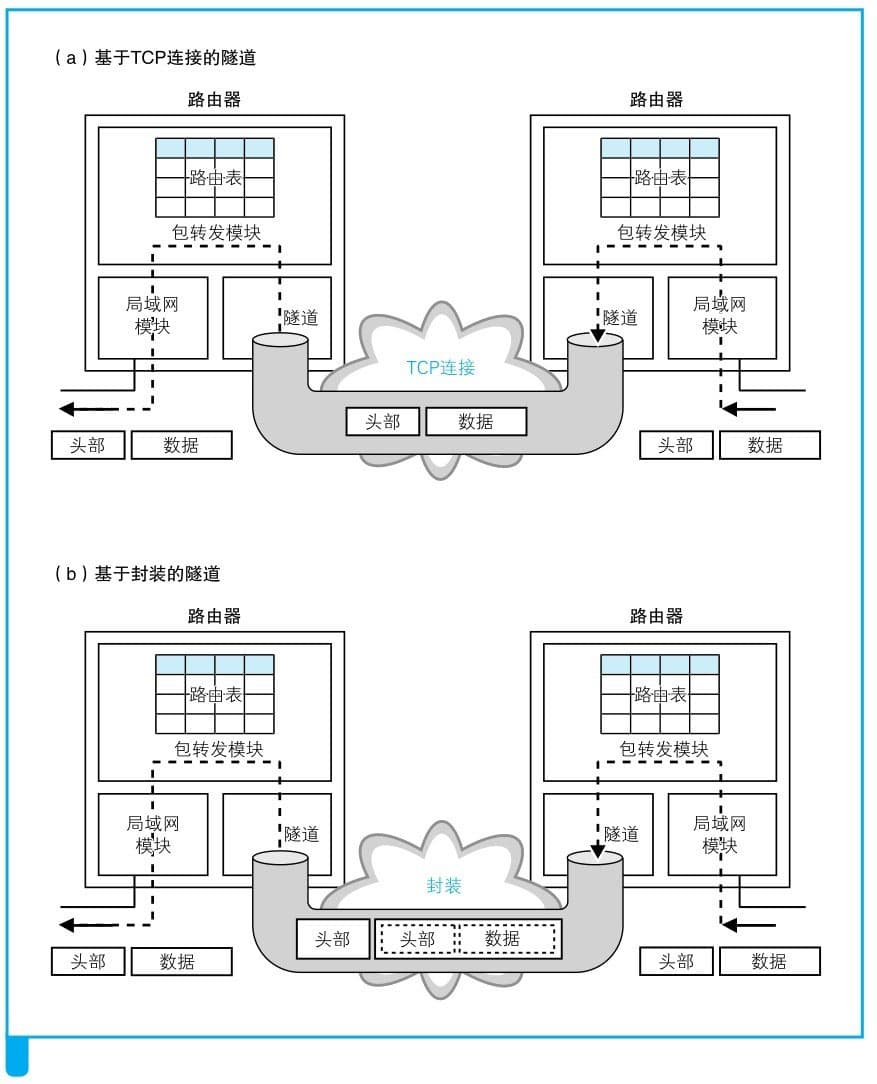 （a）基于TCP连接的隧道
路由器
路由器
路由表
路由表
包转发模块
包转发模块
局域网
模块
隧道
隧道
局域网
模块
TCP连接
头部
数据
头部
数据
头部
数据
（b）基于封装的隧道
路由器
路由器
路由表
路由表
包转发模块
包转发模块
局域网
模块
隧道
隧道
局域网
模块
封装
头部
头部
数据
头部
数据
头部
数据